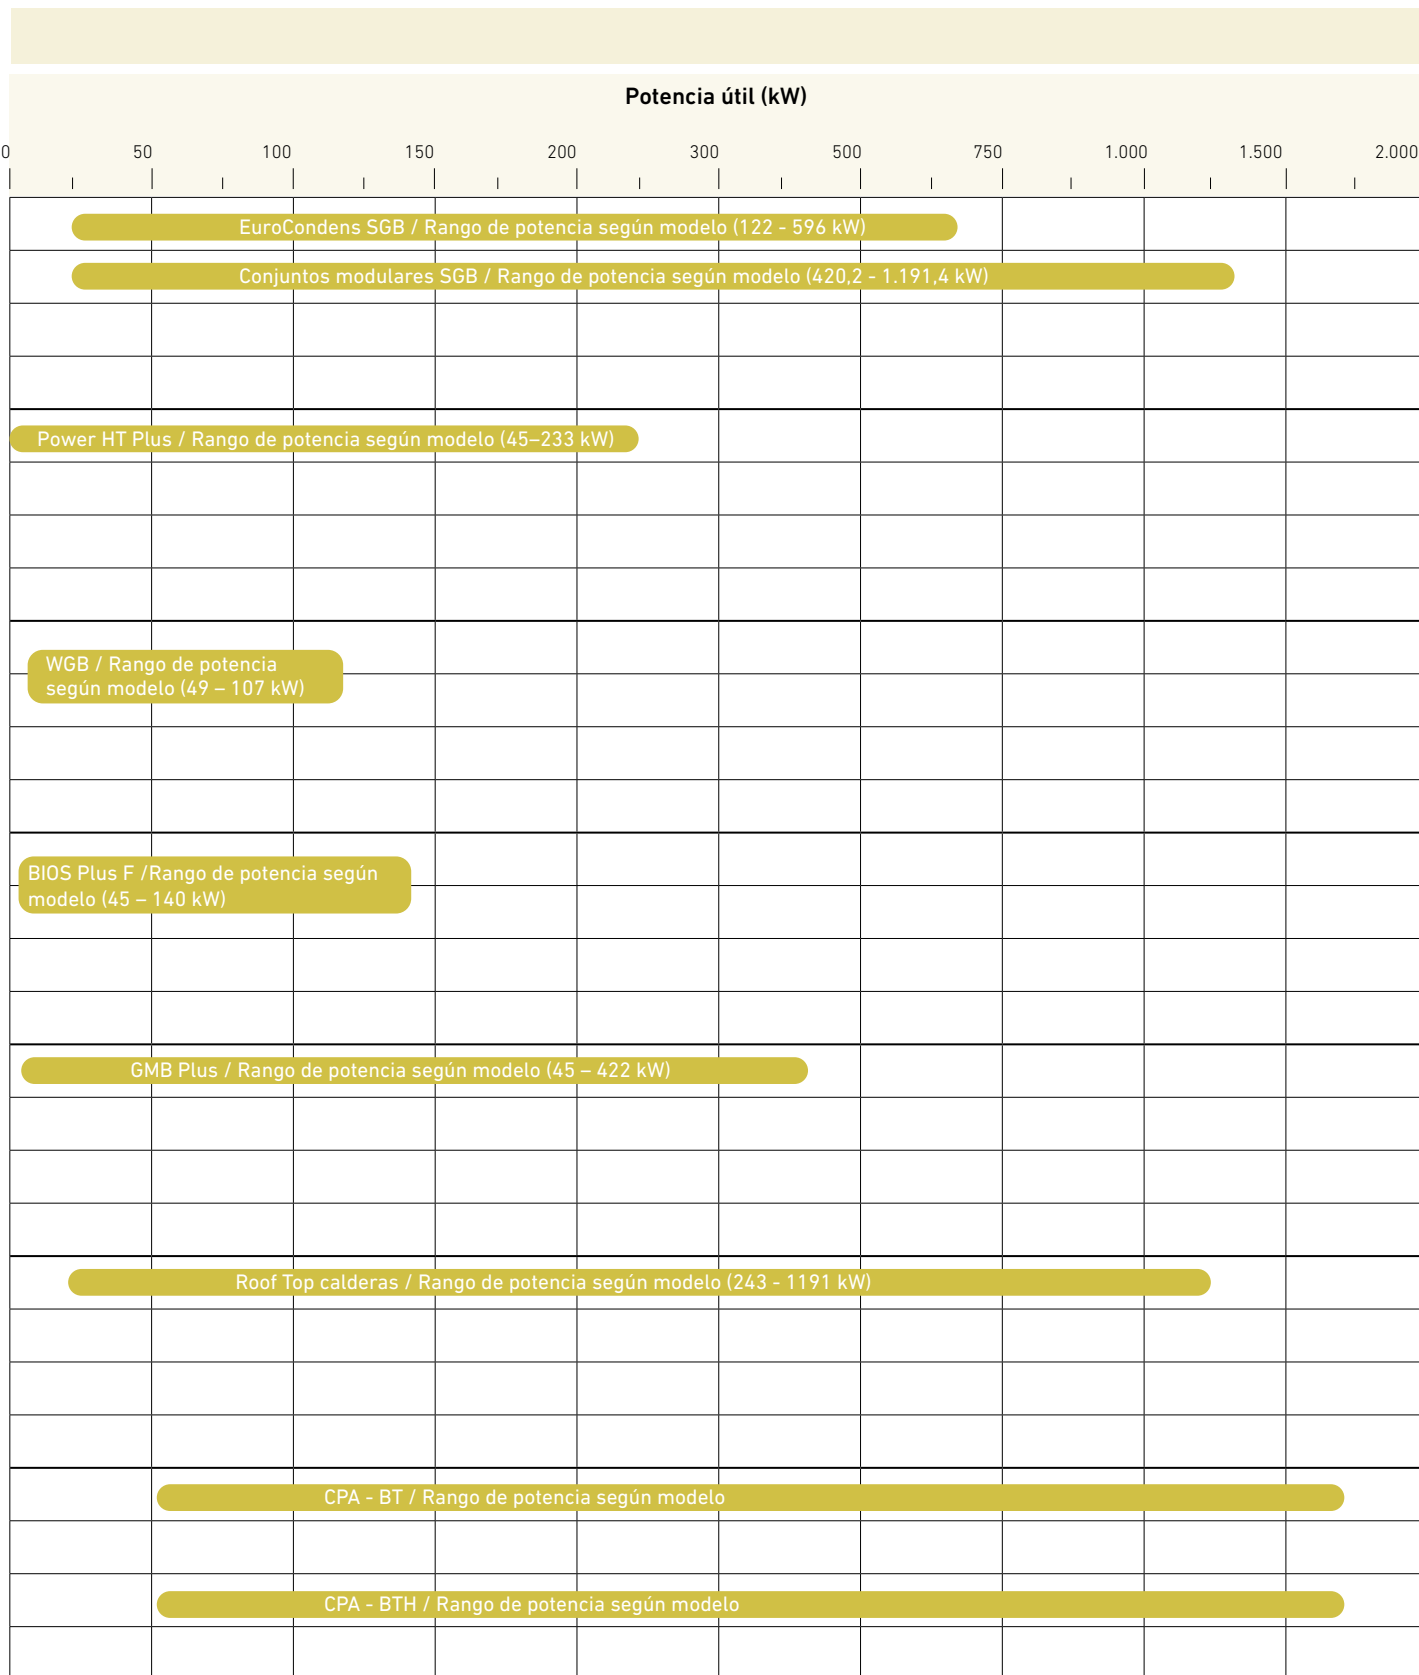 Potencia útil (kW)
0 50 100 150 200 300 500 750 1.000 1.500 2.000
EuroCondens SGB / Rango de potencia según modelo (122 - 596 kW)
Conjuntos modulares SGB / Rango de potencia según modelo (420,2 - 1.191,4 kW)
Power HT Plus / Rango de potencia según modelo (45–233 kW)
WGB / Rango de potencia
según modelo (49 – 107 kW)
BIOS Plus F /Rango de potencia según
modelo (45 – 140 kW)
GMB Plus / Rango de potencia según modelo (45 – 422 kW)
Roof Top calderas / Rango de potencia según modelo (243 - 1191 kW)
CPA - BT / Rango de potencia según modelo
CPA - BTH / Rango de potencia según modelo